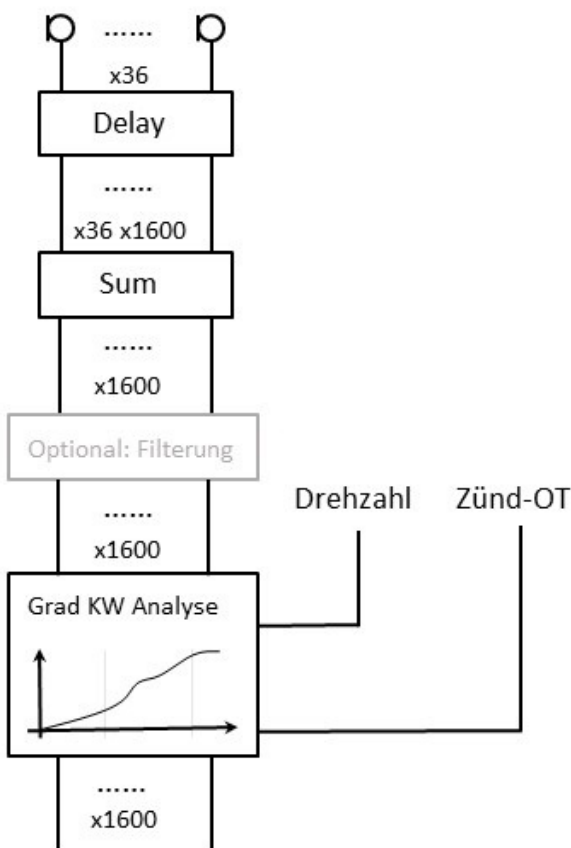 ......
x36
Delay
......
x36 x1600
Sum
......
x1600
Optional: Filterung
......
x1600
Drehzahl
Zünd-OT
Grad KW Analyse
......
x1600